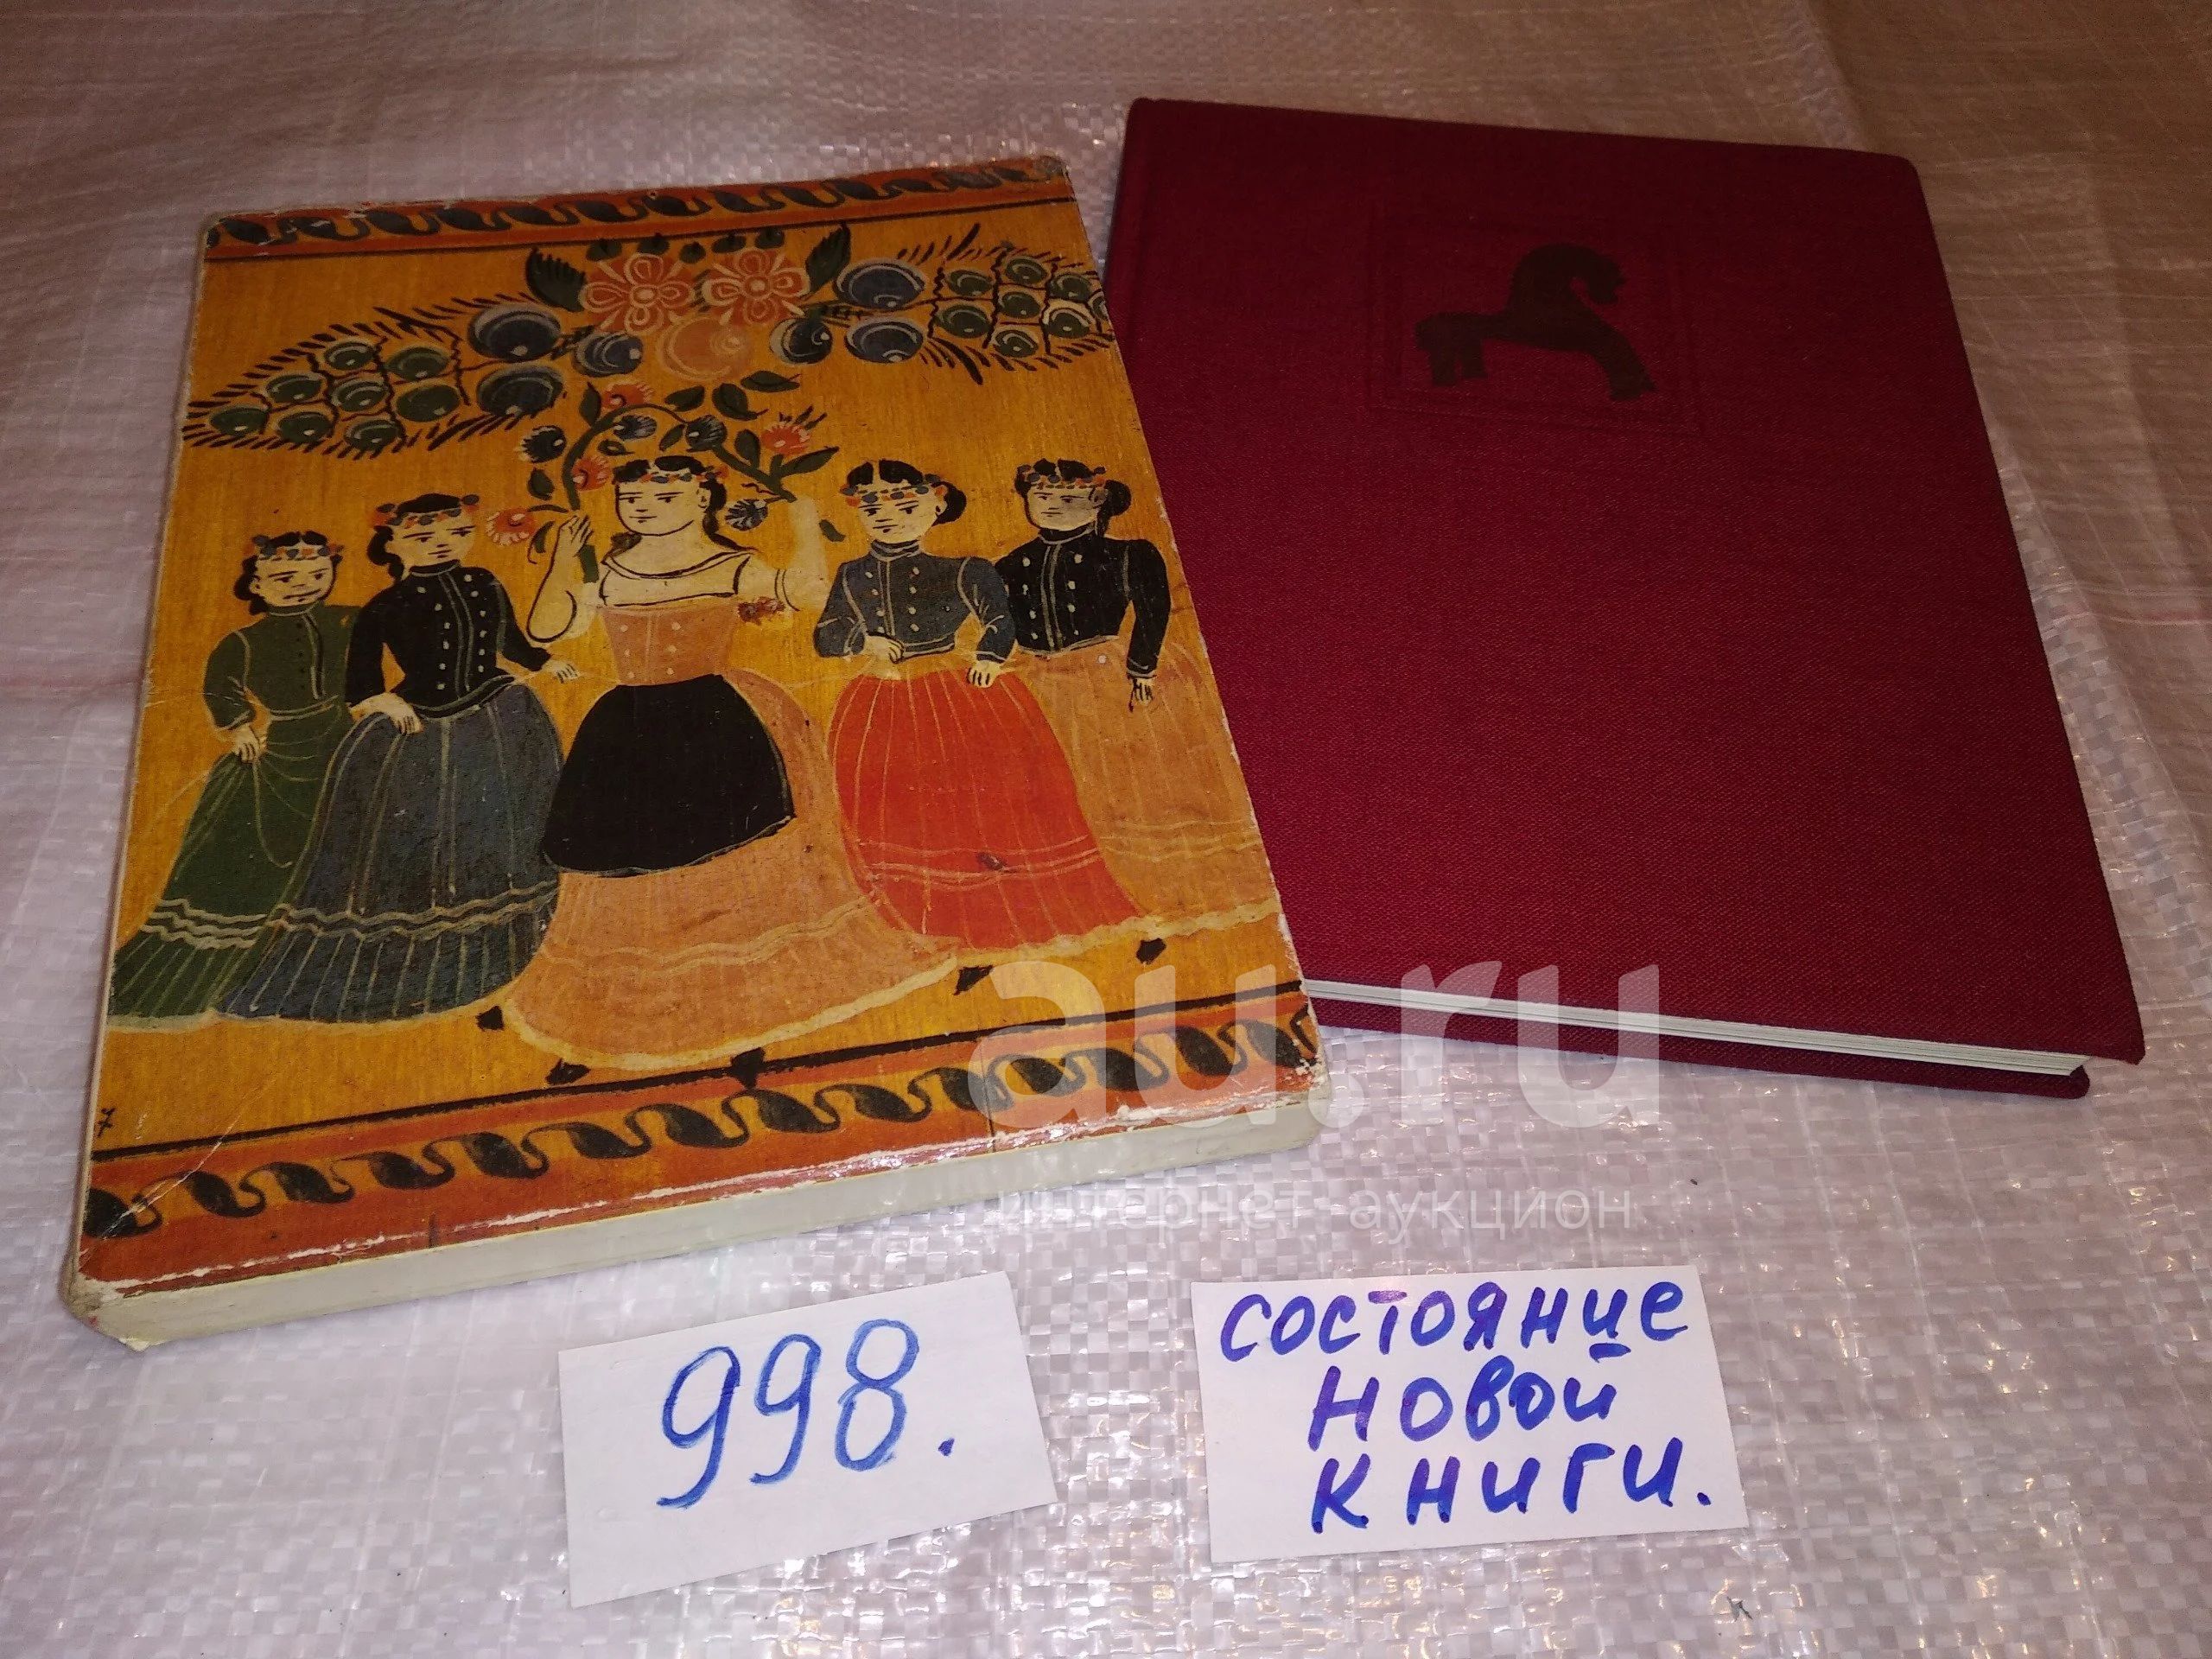 au.ru
интернет-аукцион
998.
состояние
новой
книги.